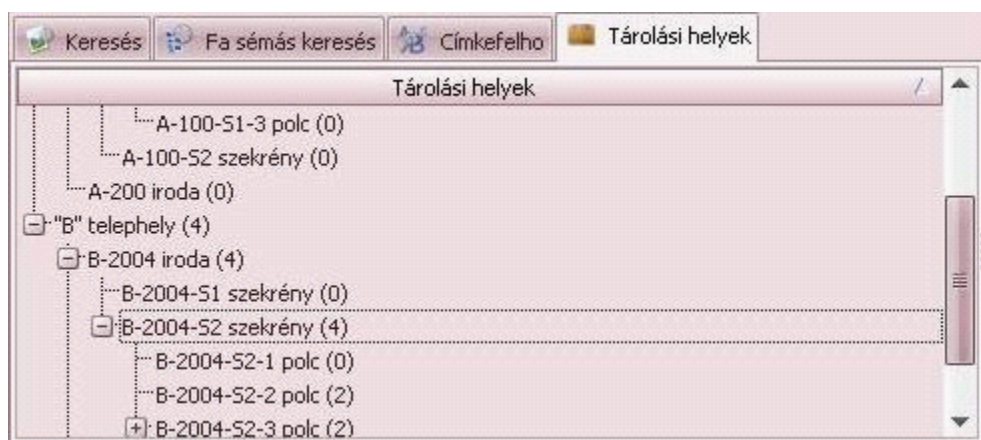 Keresés Fa sémás keresés Címkefelho Tárolási helyek
Tárolási helyek
A-100-S1-3 polc (0)
A-100-S2 szekrény (0)
A-200 iroda (0)
"B" telephely (4)
B-2004 iroda (4)
B-2004-S1 szekrény (0)
B-2004-S2 szekrény (4)
B-2004-S2-1 polc (0)
B-2004-S2-2 polc (2)
B-2004-S2-3 polc (2)